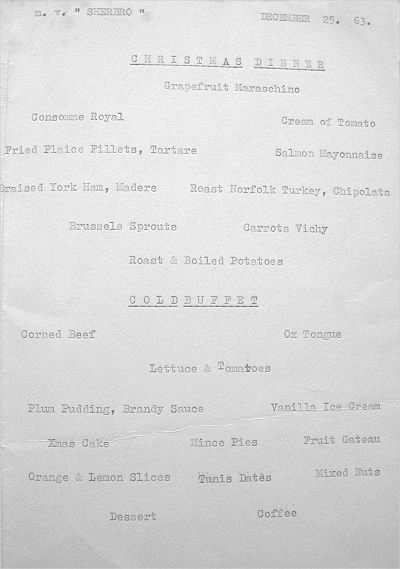 m. v. " SHERBRO " DECEMBER 25. 63.
CHRISTMAS DINNER
Grapefruit Maraschino
Consomme Royal Cream of Tomato
Fried Plaice Fillets, Tartare Salmon Mayonnaise
Braised York Ham, Madere Roast Norfolk Turkey, Chipolata
Brussels Sprouts Carrots Vichy
Roast & Boiled Potatoes
COLD BUFFET
Corned Beef Ox Tongue
Lettuce & Tomatoes
Plum Pudding, Brandy Sauce Vanilla Ice Cream
Xmas Cake Mince Pies Fruit Gateau
Orange & Lemon Slices Tunis Dates Mixed Nuts
Dessert Coffee